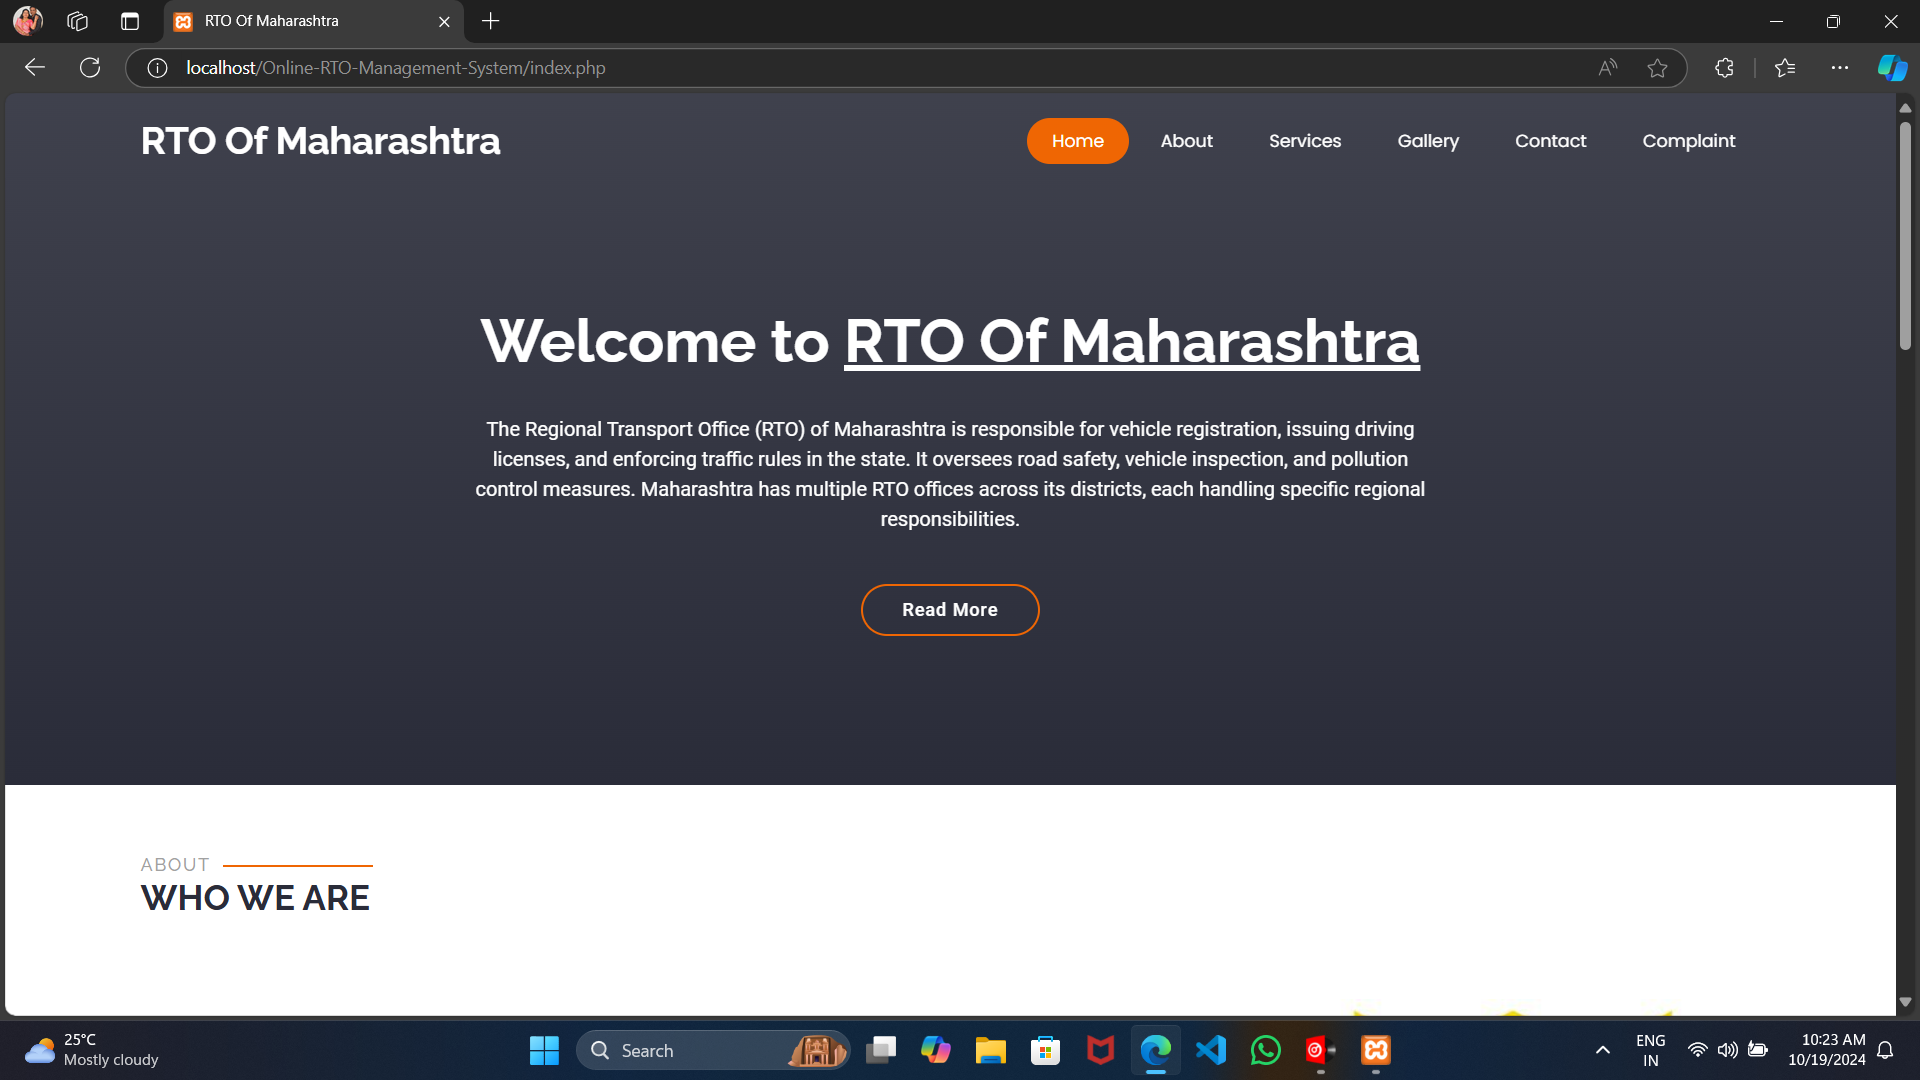 RTO Of Maharashtra
localhost/Online-RTO-Management-System/index.php
RTO Of Maharashtra
Home About Services Gallery Contact Complaint
Welcome to RTO Of Maharashtra
The Regional Transport Office (RTO) of Maharashtra is responsible for vehicle registration, issuing driving
licenses, and enforcing traffic rules in the state. It oversees road safety, vehicle inspection, and pollution
control measures. Maharashtra has multiple RTO offices across its districts, each handling specific regional
responsibilities.
Read More
ABOUT
WHO WE ARE
25°C
Mostly cloudy
Search
ENG
IN
10:23 AM
10/19/2024